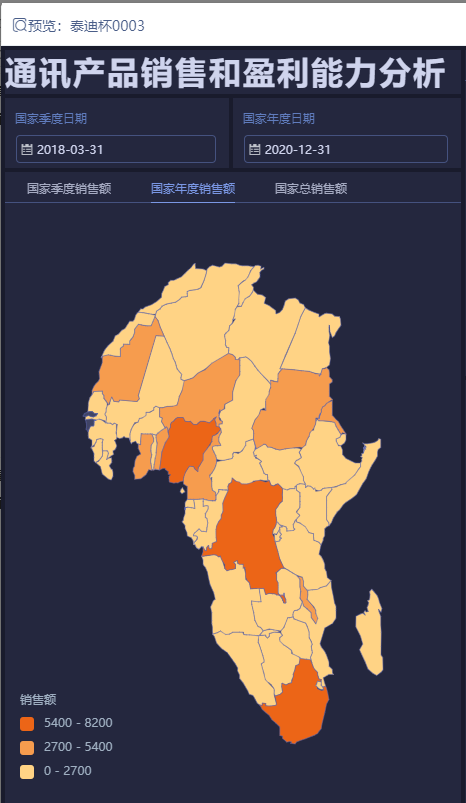 预览：泰迪杯0003
通讯产品销售和盈利能力分析
国家季度日期 国家年度日期
2018-03-31 2020-12-31
国家季度销售额 国家年度销售额 国家总销售额
销售额
5400 - 8200
2700 - 5400
0 - 2700